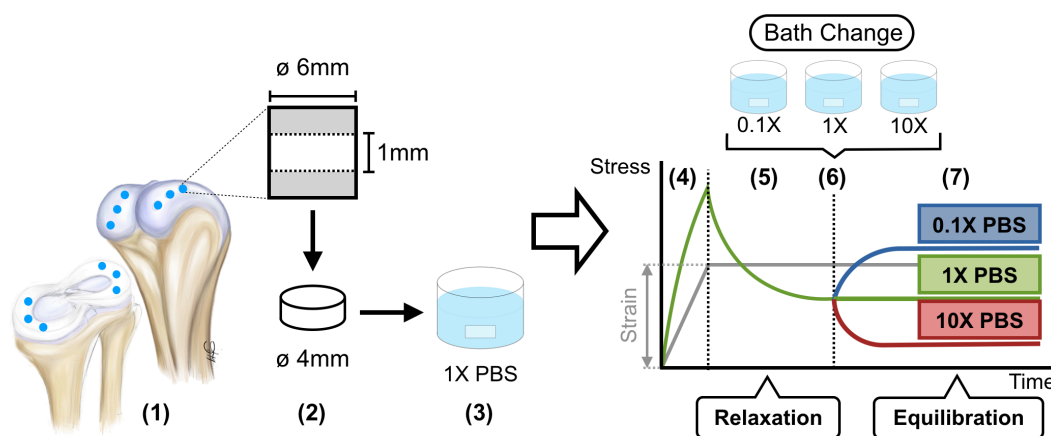 Bath Change
0.1X
1X
10X
ø 6mm
1mm
ø 4mm
1X PBS
(1)
(2)
(3)
Stress
(4)
(5)
(6)
(7)
Strain
0.1X PBS
1X PBS
10X PBS
Time
Relaxation
Equilibration